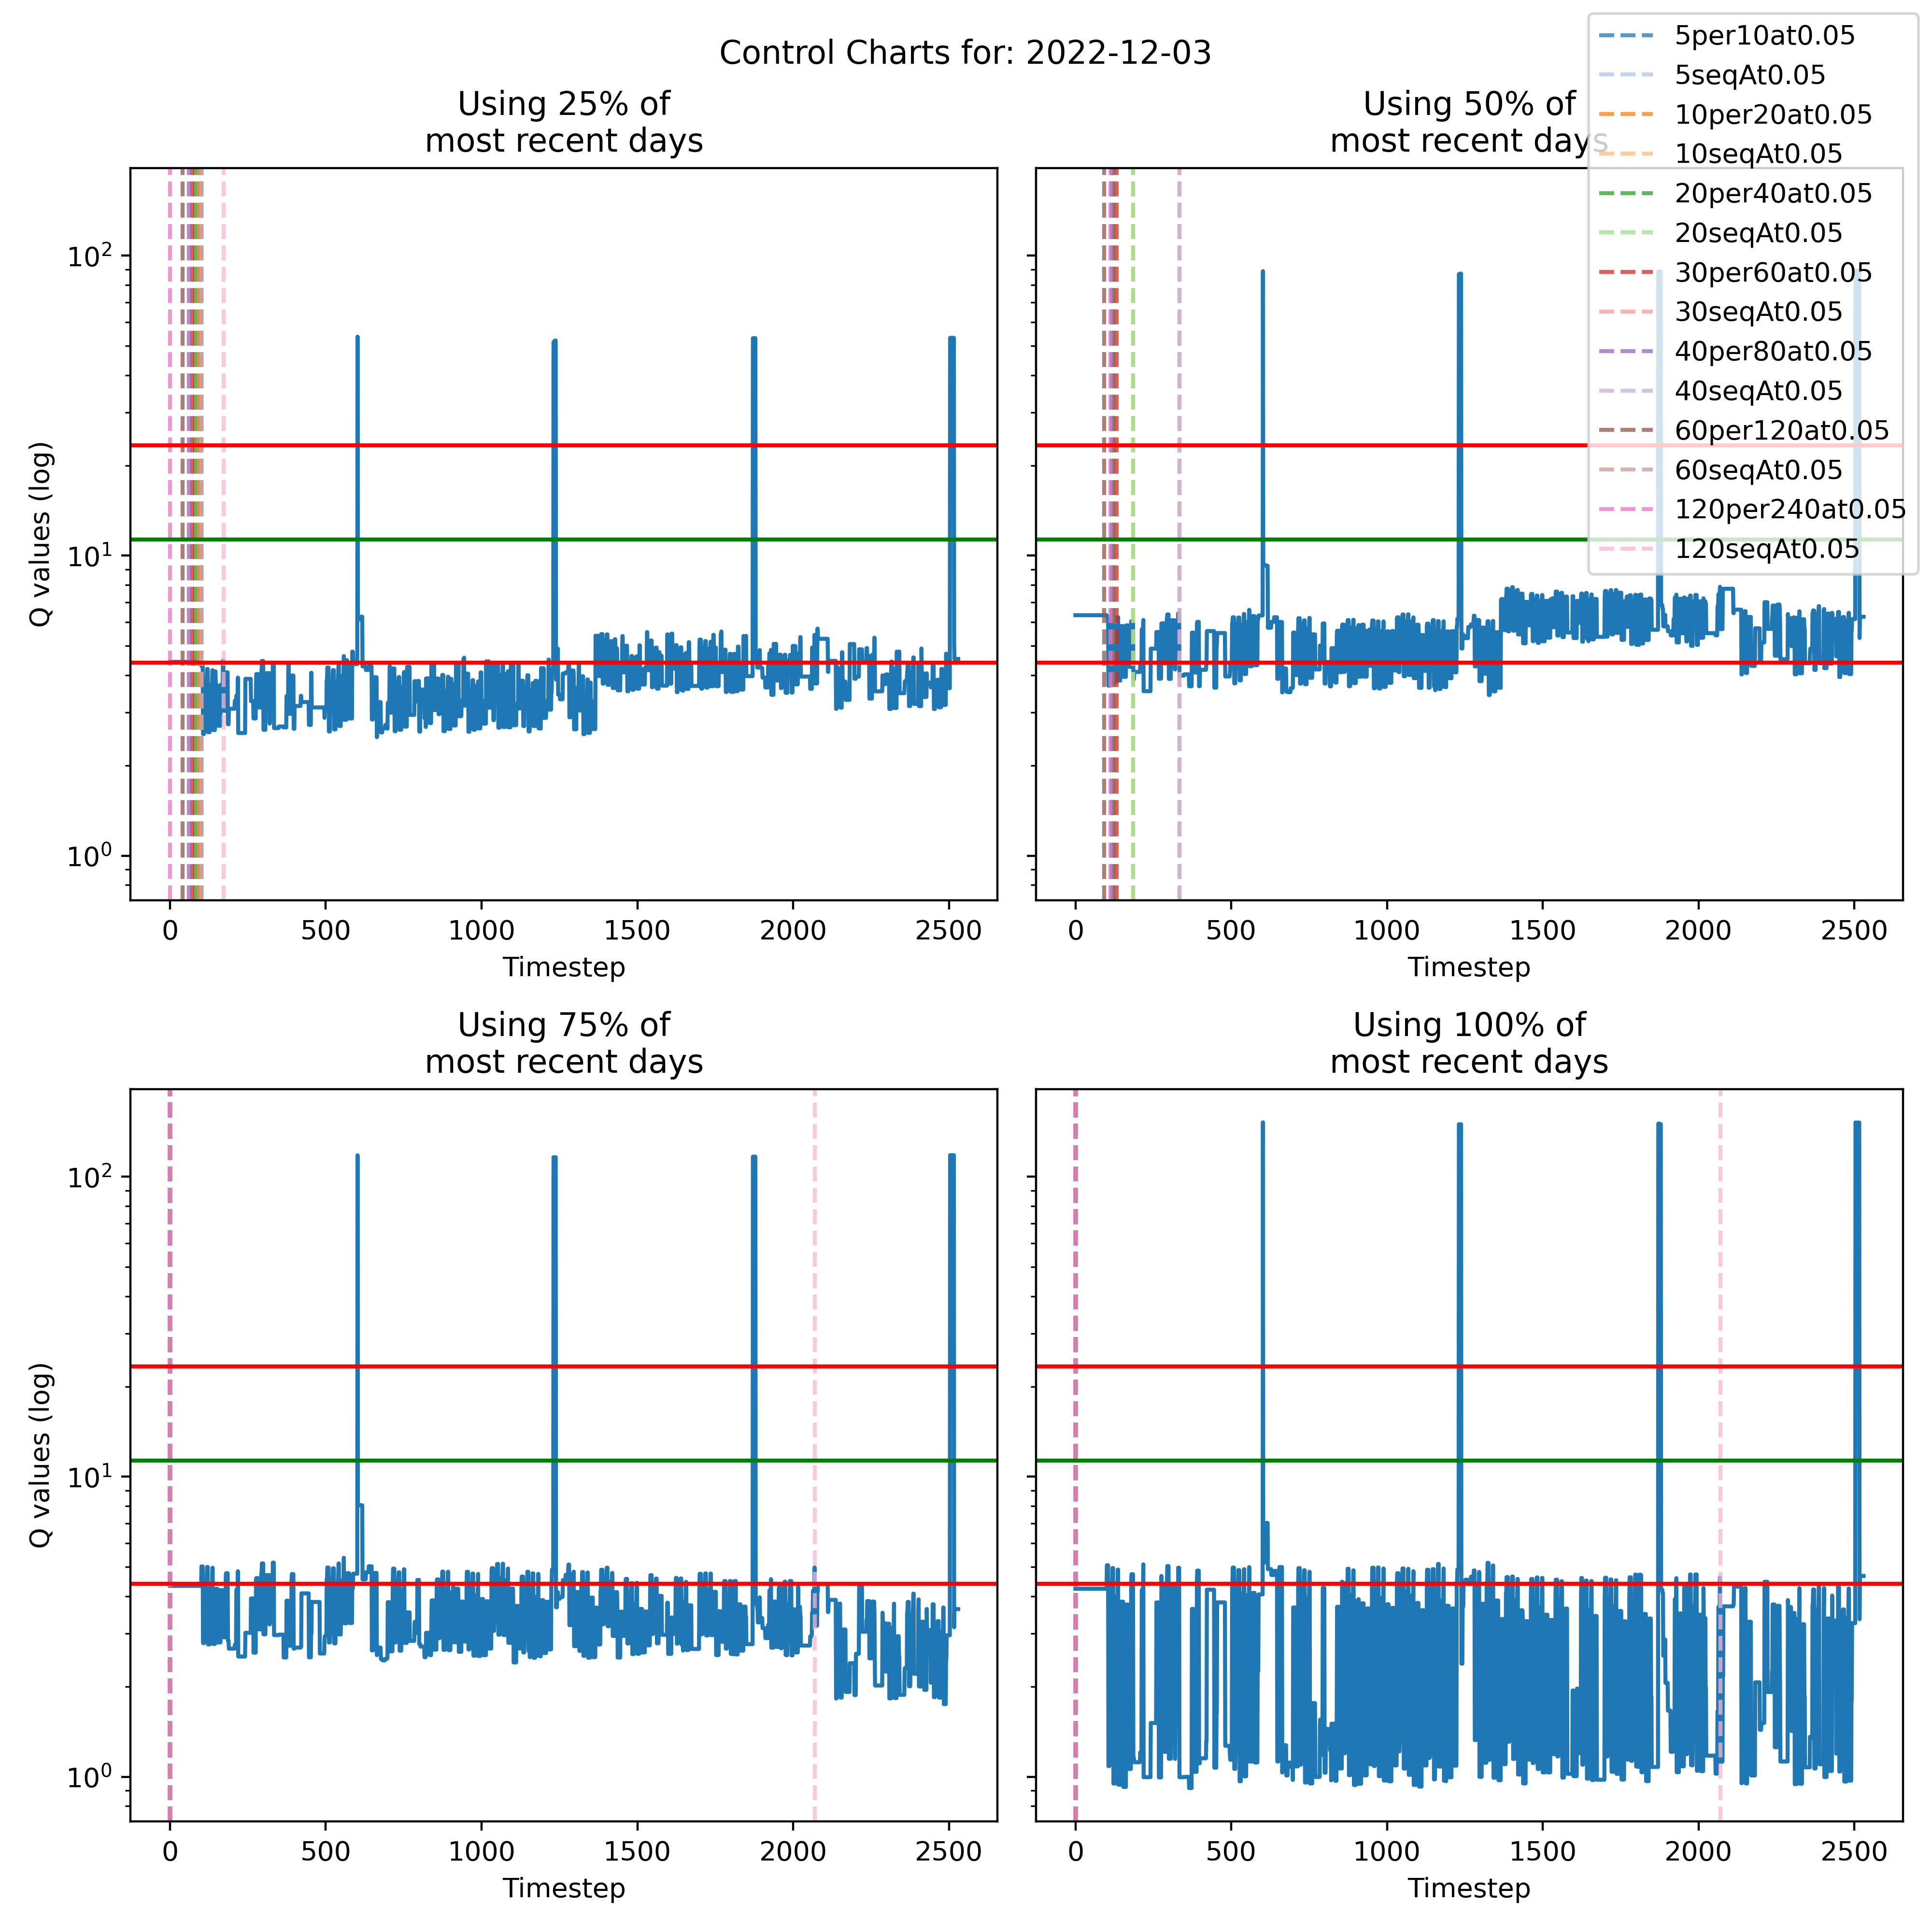 Control Charts for: 2022-12-03
5per10at0.05
5seqAt0.05
10per20at0.05
10seqAt0.05
20per40at0.05
20seqAt0.05
30per60at0.05
30seqAt0.05
40per80at0.05
40seqAt0.05
60per120at0.05
60seqAt0.05
120per240at0.05
120seqAt0.05
Using 25% of
most recent days
Q values (log)
10²
10¹
10⁰
0 500 1000 1500 2000 2500
Timestep
Using 50% of
most recent days
0 500 1000 1500 2000 2500
Timestep
Using 75% of
most recent days
Q values (log)
10²
10¹
10⁰
0 500 1000 1500 2000 2500
Timestep
Using 100% of
most recent days
0 500 1000 1500 2000 2500
Timestep